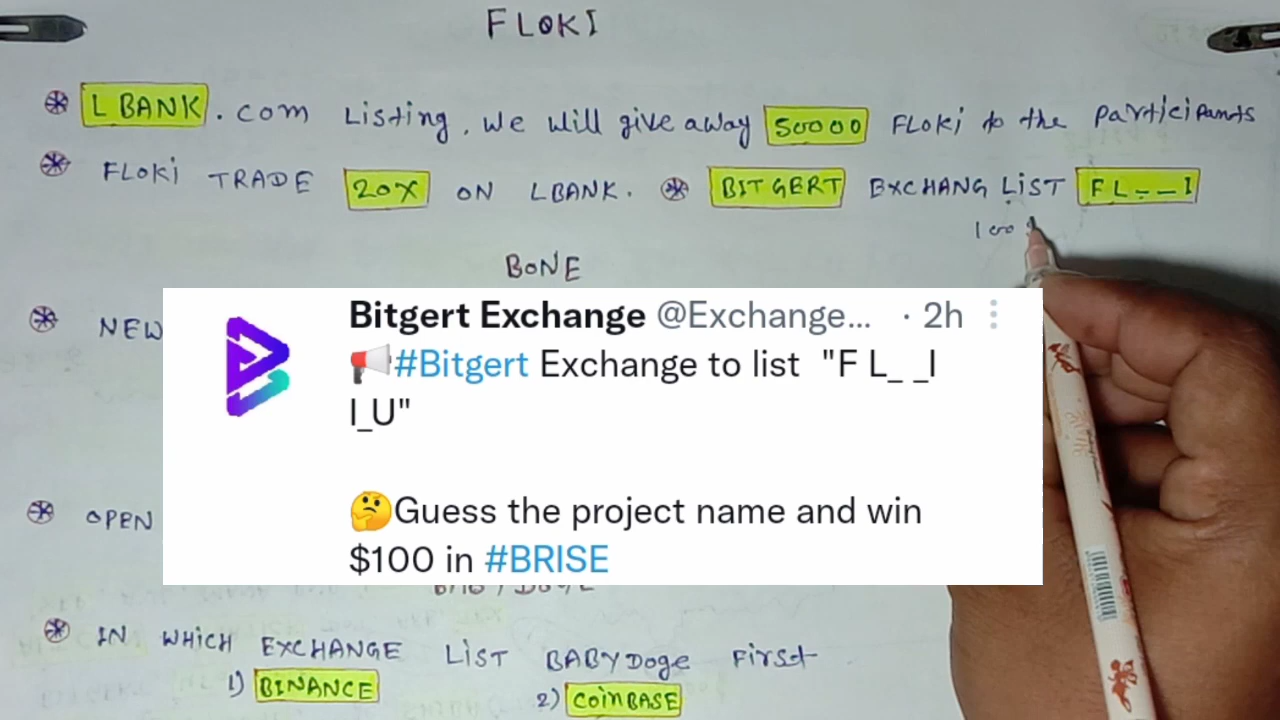 FLOKI
LBANK.com Listing, we will give away 50000 FLOKi to the participants
FLOKi TRADE 20X ON LBANK. BITGERT EXCHANG LiST FL__I
100 $
BONE
Bitgert Exchange @Exchange... · 2h
NEW
📢#Bitgert Exchange to list "F L_ _I
I_U"
OPEN
🤔Guess the project name and win
$100 in #BRISE
IN WHiCH EXCHANGE LiST BABYDoge First
1) BINANCE 2) COiNBASE